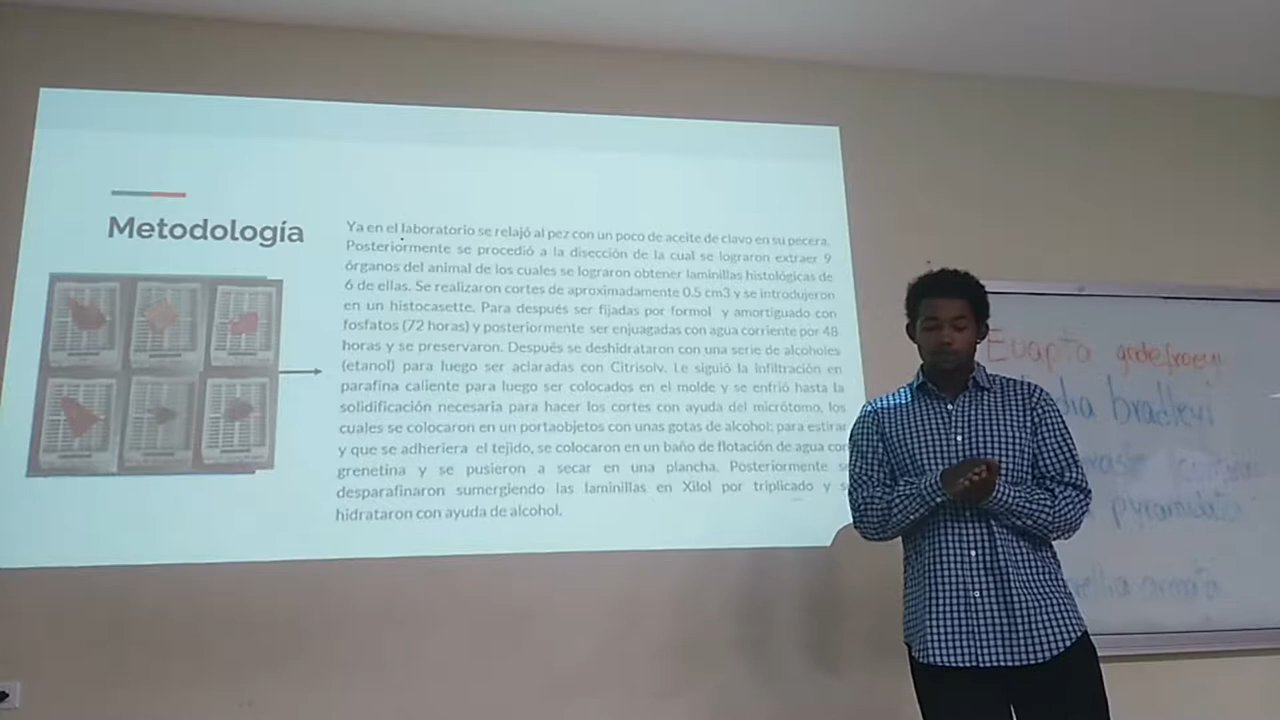 Metodología
Ya en el laboratorio se relajó al pez con un poco de aceite de clavo en su pecera.
Posteriormente se procedió a la disección de la cual se lograron extraer 9
órganos del animal de los cuales se lograron obtener laminillas histológicas de
6 de ellas. Se realizaron cortes de aproximadamente 0.5 cm3 y se introdujeron
en un histocasette. Para después ser fijadas por formol y amortiguado con
fosfatos (72 horas) y posteriormente ser enjuagadas con agua corriente por 48
horas y se preservaron. Después se deshidrataron con una serie de alcoholes
(etanol) para luego ser aclaradas con Citrisolv. Le siguió la infiltración en
parafina caliente para luego ser colocados en el molde y se enfrió hasta la
solidificación necesaria para hacer los cortes con ayuda del micrótomo, los
cuales se colocaron en un portaobjetos con unas gotas de alcohol; para estirar
y que se adheriera el tejido, se colocaron en un baño de flotación de agua con
grenetina y se pusieron a secar en una plancha. Posteriormente
desparafinaron sumergiendo las laminillas en Xilol por triplicado y
hidrataron con ayuda de alcohol.
Euapta
bradleyi